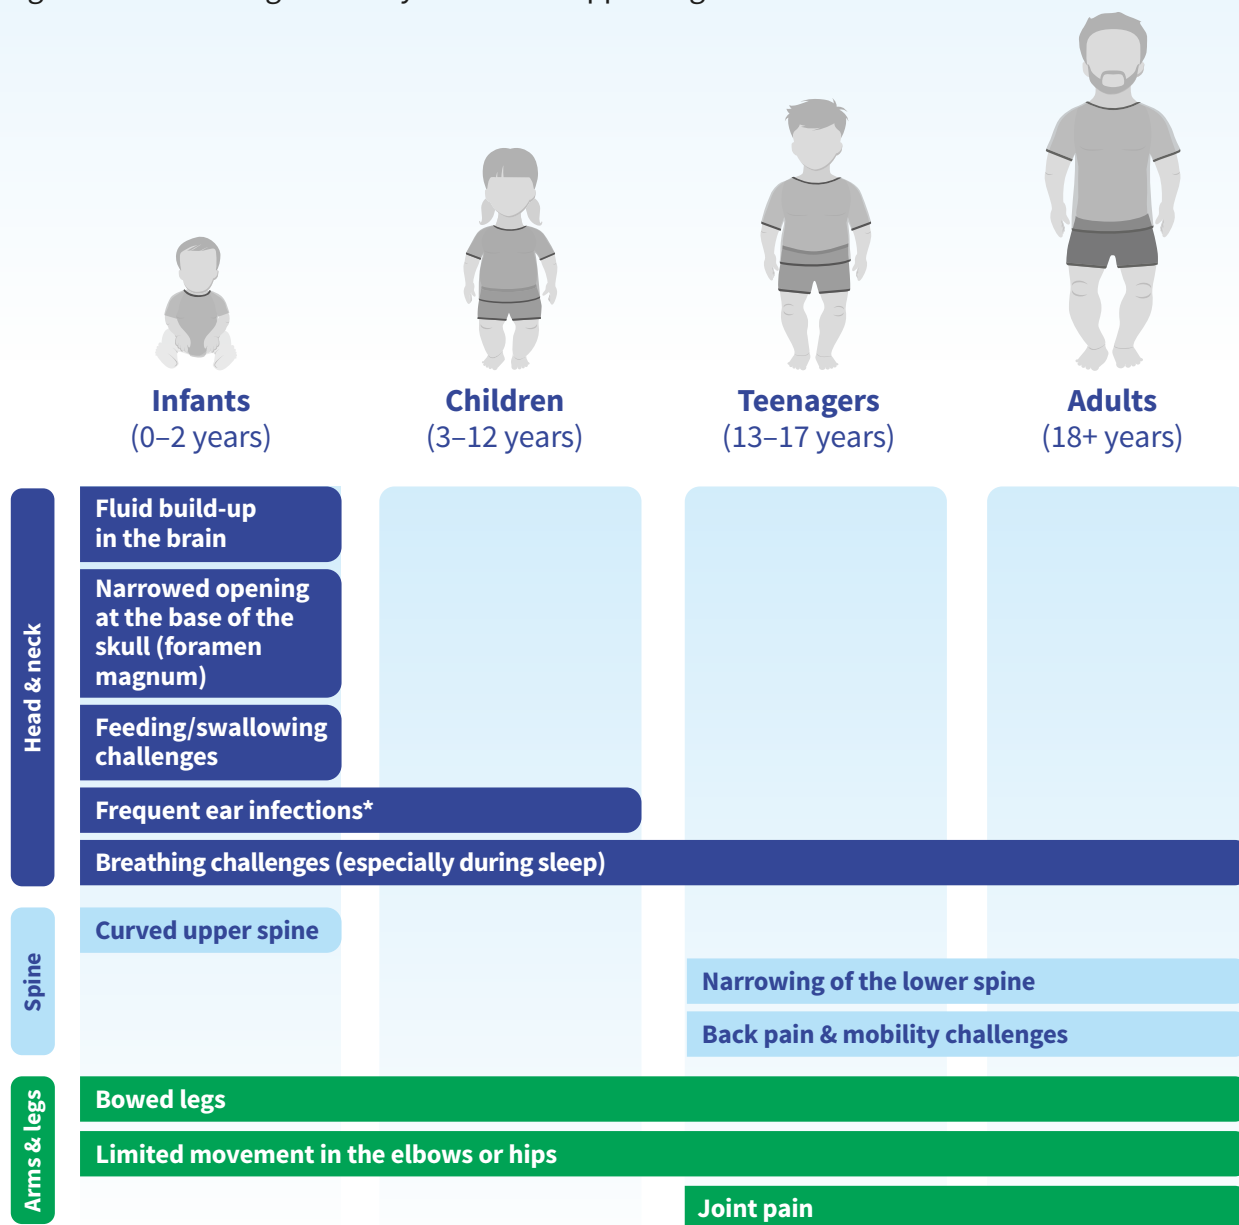 Infants
(0–2 years)
Children
(3–12 years)
Teenagers
(13–17 years)
Adults
(18+ years)
Head & neck
Fluid build-up
in the brain
Narrowed opening
at the base of the
skull (foramen
magnum)
Feeding/swallowing
challenges
Frequent ear infections*
Breathing challenges (especially during sleep)
Spine
Curved upper spine
Narrowing of the lower spine
Back pain & mobility challenges
Arms & legs
Bowed legs
Limited movement in the elbows or hips
Joint pain